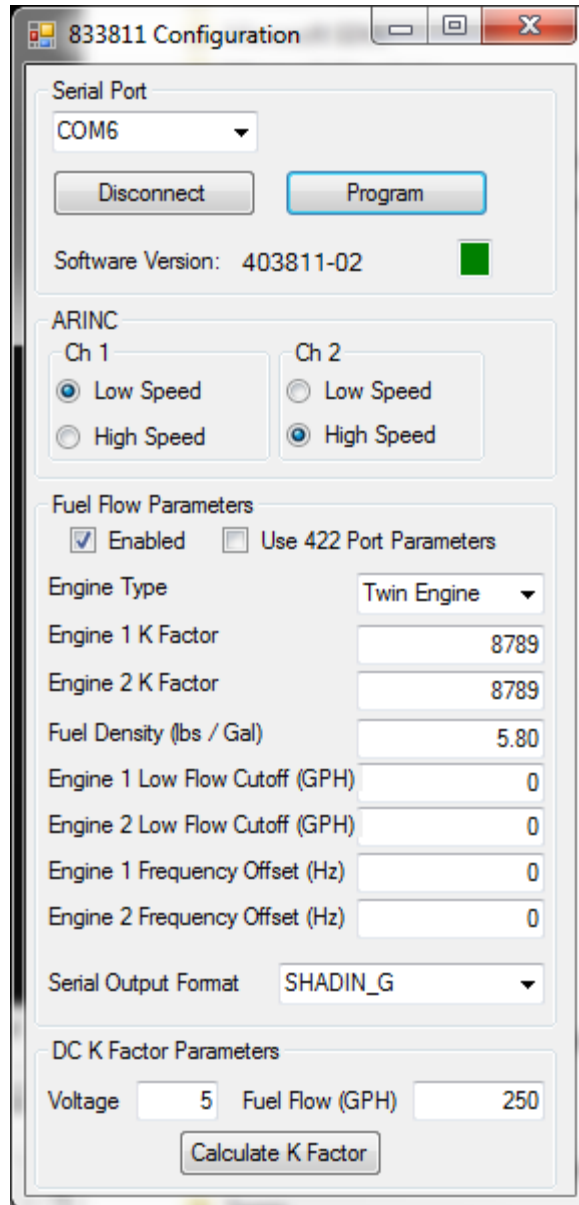 833811 Configuration
Serial Port
COM6
Disconnect Program
Software Version: 403811-02
ARINC
Ch 1 Ch 2
Low Speed Low Speed
High Speed High Speed
Fuel Flow Parameters
Enabled Use 422 Port Parameters
Engine Type Twin Engine
Engine 1 K Factor 8789
Engine 2 K Factor 8789
Fuel Density (lbs / Gal) 5.80
Engine 1 Low Flow Cutoff (GPH) 0
Engine 2 Low Flow Cutoff (GPH) 0
Engine 1 Frequency Offset (Hz) 0
Engine 2 Frequency Offset (Hz) 0
Serial Output Format SHADIN_G
DC K Factor Parameters
Voltage 5 Fuel Flow (GPH) 250
Calculate K Factor